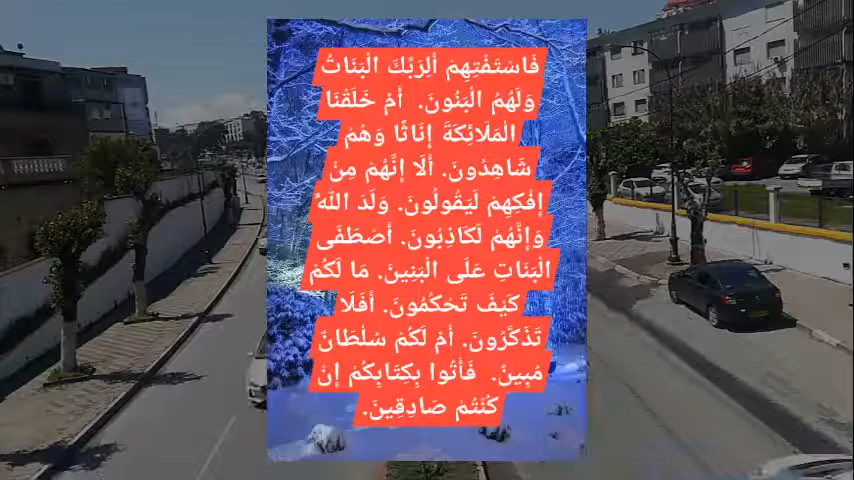 فَاسْتَفْتِهِمْ أَلِرَبِّكَ الْبَنَاتُ
وَلَهُمُ الْبَنُونَ. أَمْ خَلَقْنَا
الْمَلَائِكَةَ إِنَاثًا وَهُمْ
شَاهِدُونَ. أَلَا إِنَّهُمْ مِنْ
إِفْكِهِمْ لَيَقُولُونَ. وَلَدَ اللَّهُ
وَإِنَّهُمْ لَكَاذِبُونَ. أَصْطَفَى
الْبَنَاتِ عَلَى الْبَنِينَ. مَا لَكُمْ
كَيْفَ تَحْكُمُونَ. أَفَلَا
تَذَكَّرُونَ. أَمْ لَكُمْ سُلْطَانٌ
مُبِينٌ. فَأْتُوا بِكِتَابِكُمْ إِنْ
كُنْتُمْ صَادِقِينَ.